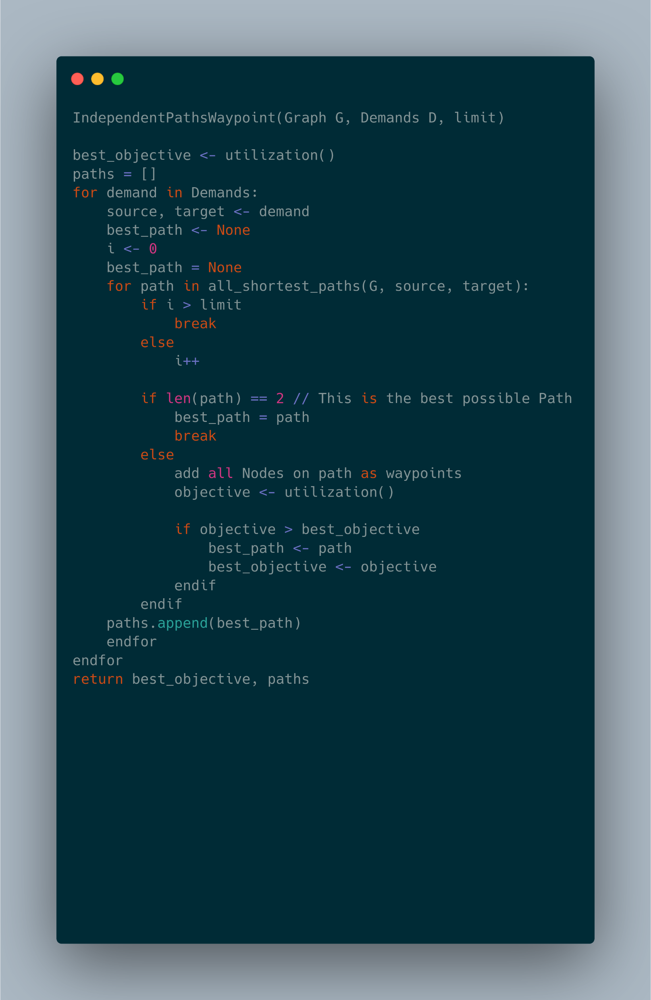 IndependentPathsWaypoint(Graph G, Demands D, limit)
best_objective <- utilization()
paths = []
for demand in Demands:
source, target <- demand
best_path <- None
i <- 0
best_path = None
for path in all_shortest_paths(G, source, target):
if i > limit
break
else
i++
if len(path) == 2 // This is the best possible Path
best_path = path
break
else
add all Nodes on path as waypoints
objective <- utilization()
if objective > best_objective
best_path <- path
best_objective <- objective
endif
endif
paths.append(best_path)
endfor
endfor
return best_objective, paths